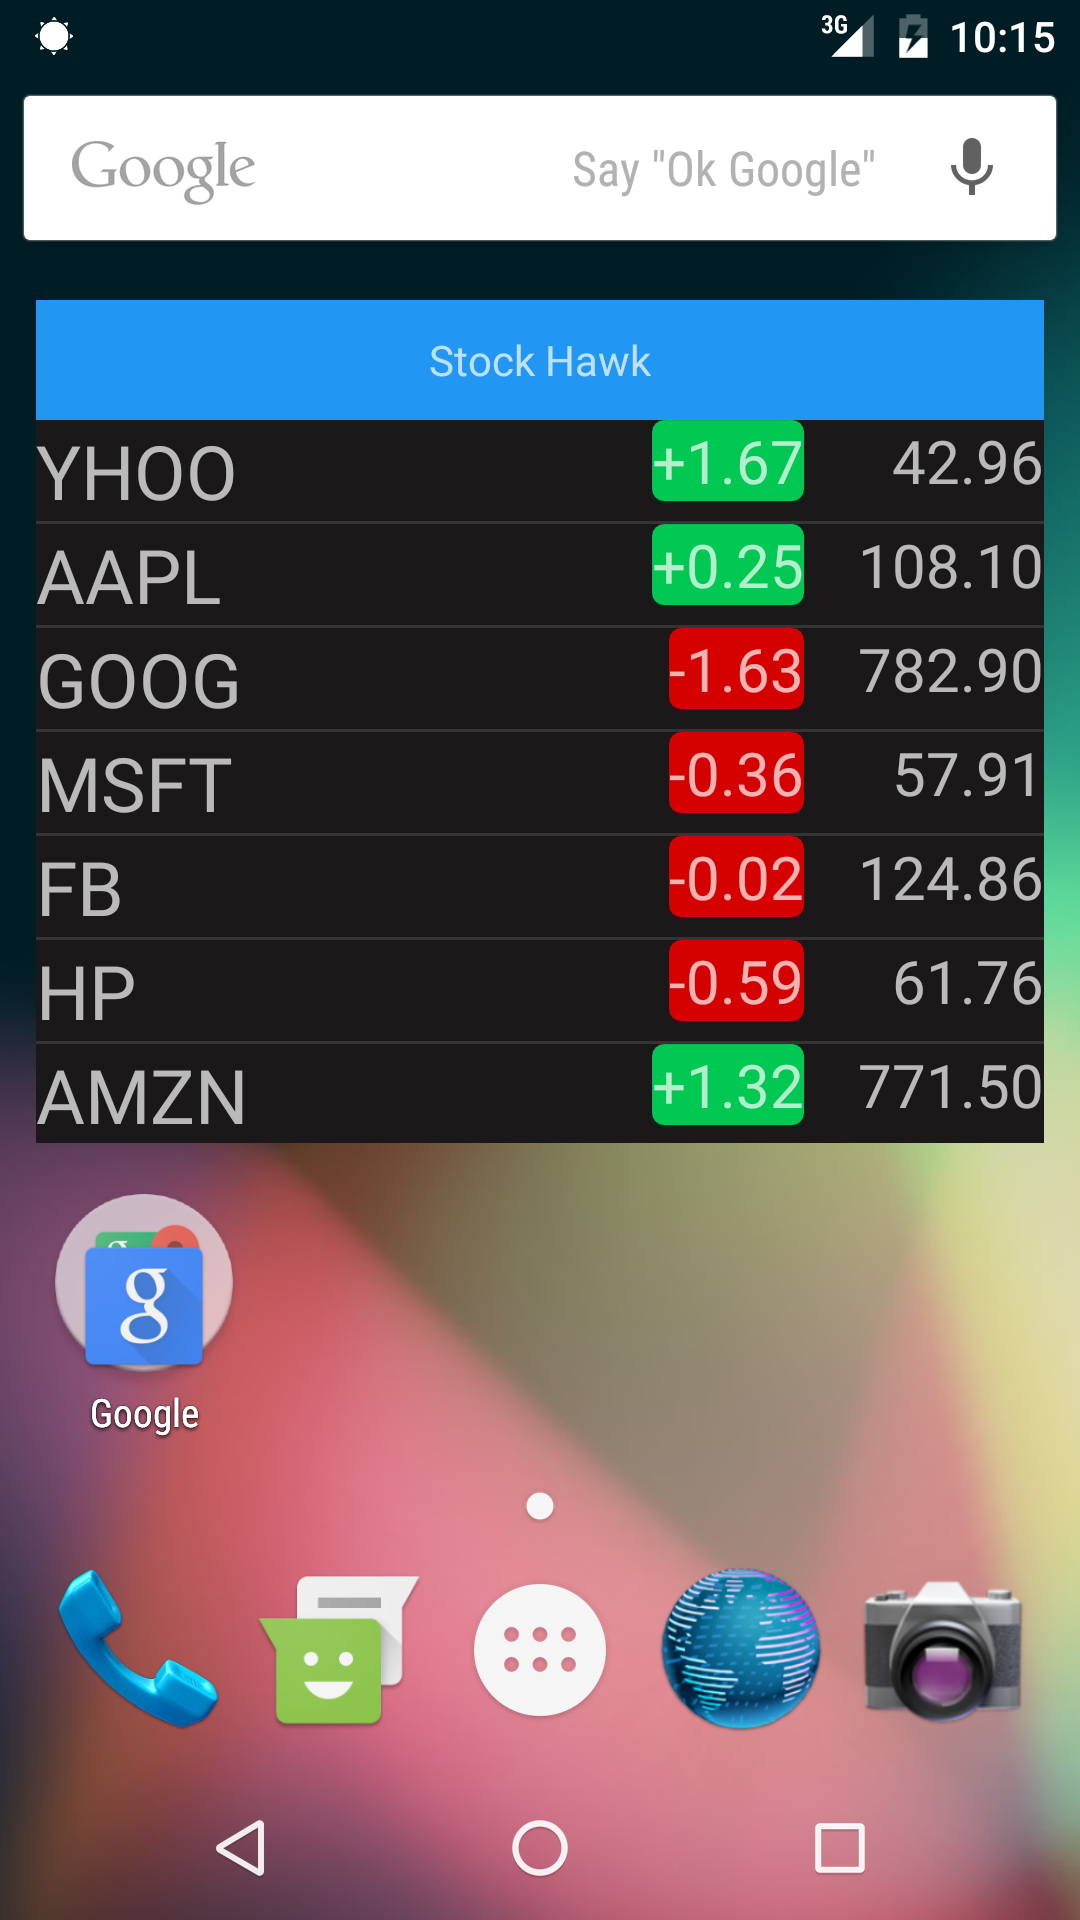 3G 10:15
Google Say "Ok Google"
Stock Hawk
YHOO +1.67 42.96
AAPL +0.25 108.10
GOOG -1.63 782.90
MSFT -0.36 57.91
FB -0.02 124.86
HP -0.59 61.76
AMZN +1.32 771.50
g
Google